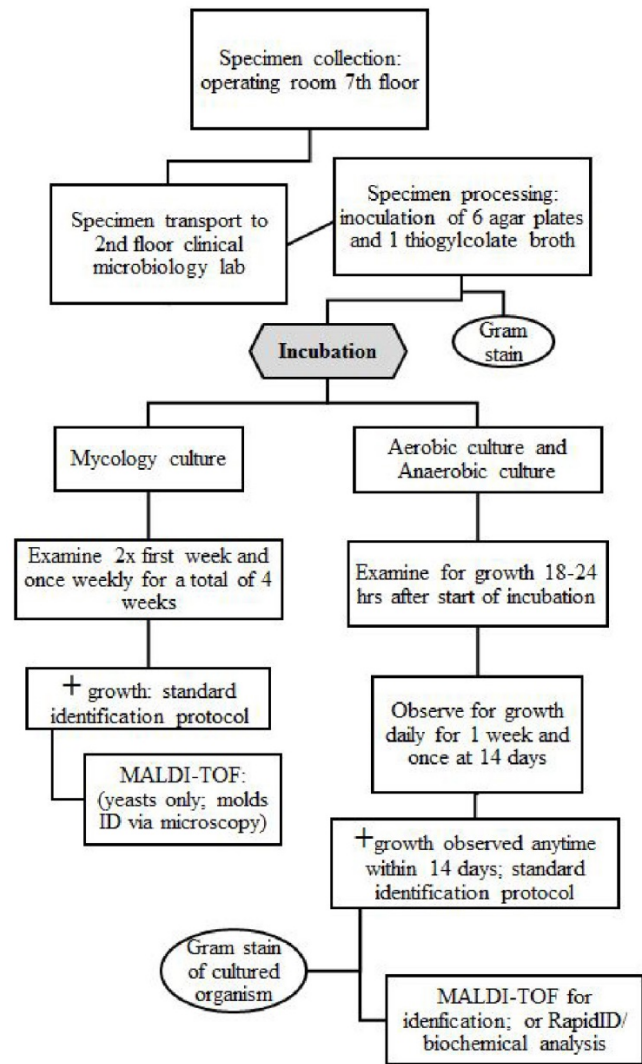 Specimen collection:
operating room 7th floor
Specimen transport to
2nd floor clinical
microbiology lab
Specimen processing:
inoculation of 6 agar plates
and 1 thiogylcolate broth
Gram
stain
Incubation
Mycology culture
Aerobic culture and
Anaerobic culture
Examine 2x first week and
once weekly for a total of 4
weeks
Examine for growth 18-24
hrs after start of incubation
+ growth: standard
identification protocol
Observe for growth
daily for 1 week and
once at 14 days
MALDI-TOF:
(yeasts only; molds
ID via microscopy)
+growth observed anytime
within 14 days; standard
identification protocol
Gram stain
of cultured
organism
MALDI-TOF for
idenfication; or RapidID/
biochemical analysis